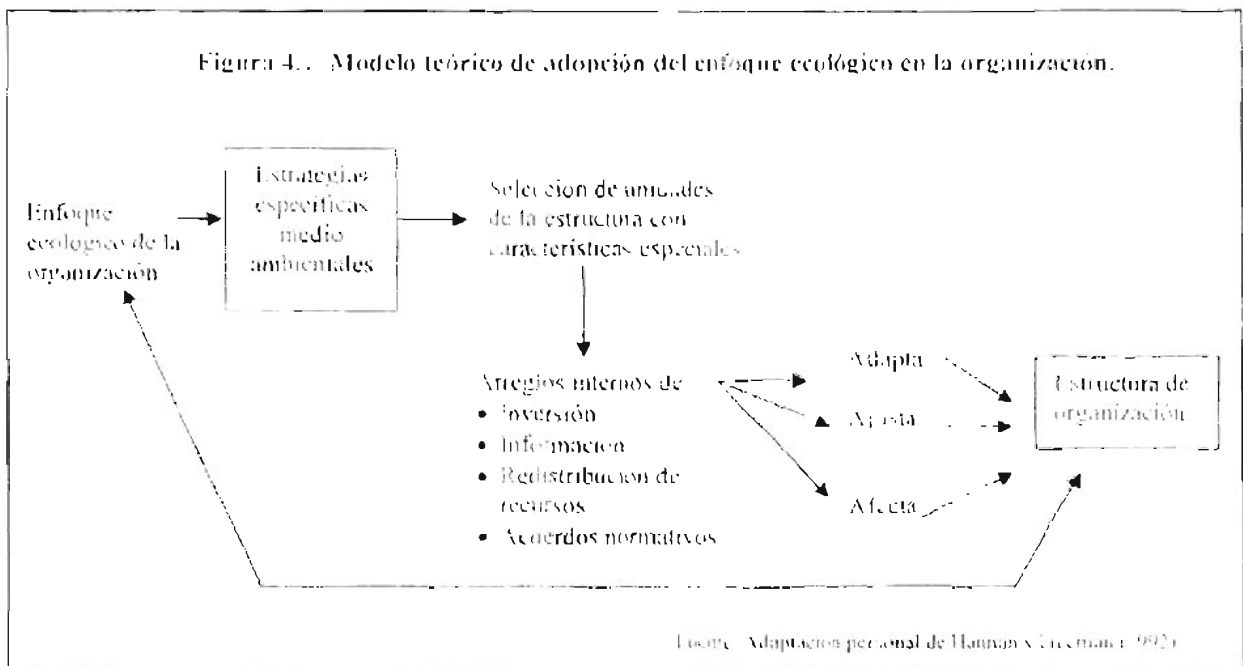 Figura 4.. Modelo teórico de adopción del enfoque ecológico en la organización.
Enfoque
ecológico de la
organización
Estrategias
específicas
medio
ambientales
Selección de unidades
de la estructura con
características especiales
Arreglos internos de
• Inversión
• Información
• Redistribución de
recursos
• Acuerdos normativos
Adapta
Ajusta
Afecta
Estructura de
organización
Fuente: Adaptación personal de Hannan y Freeman